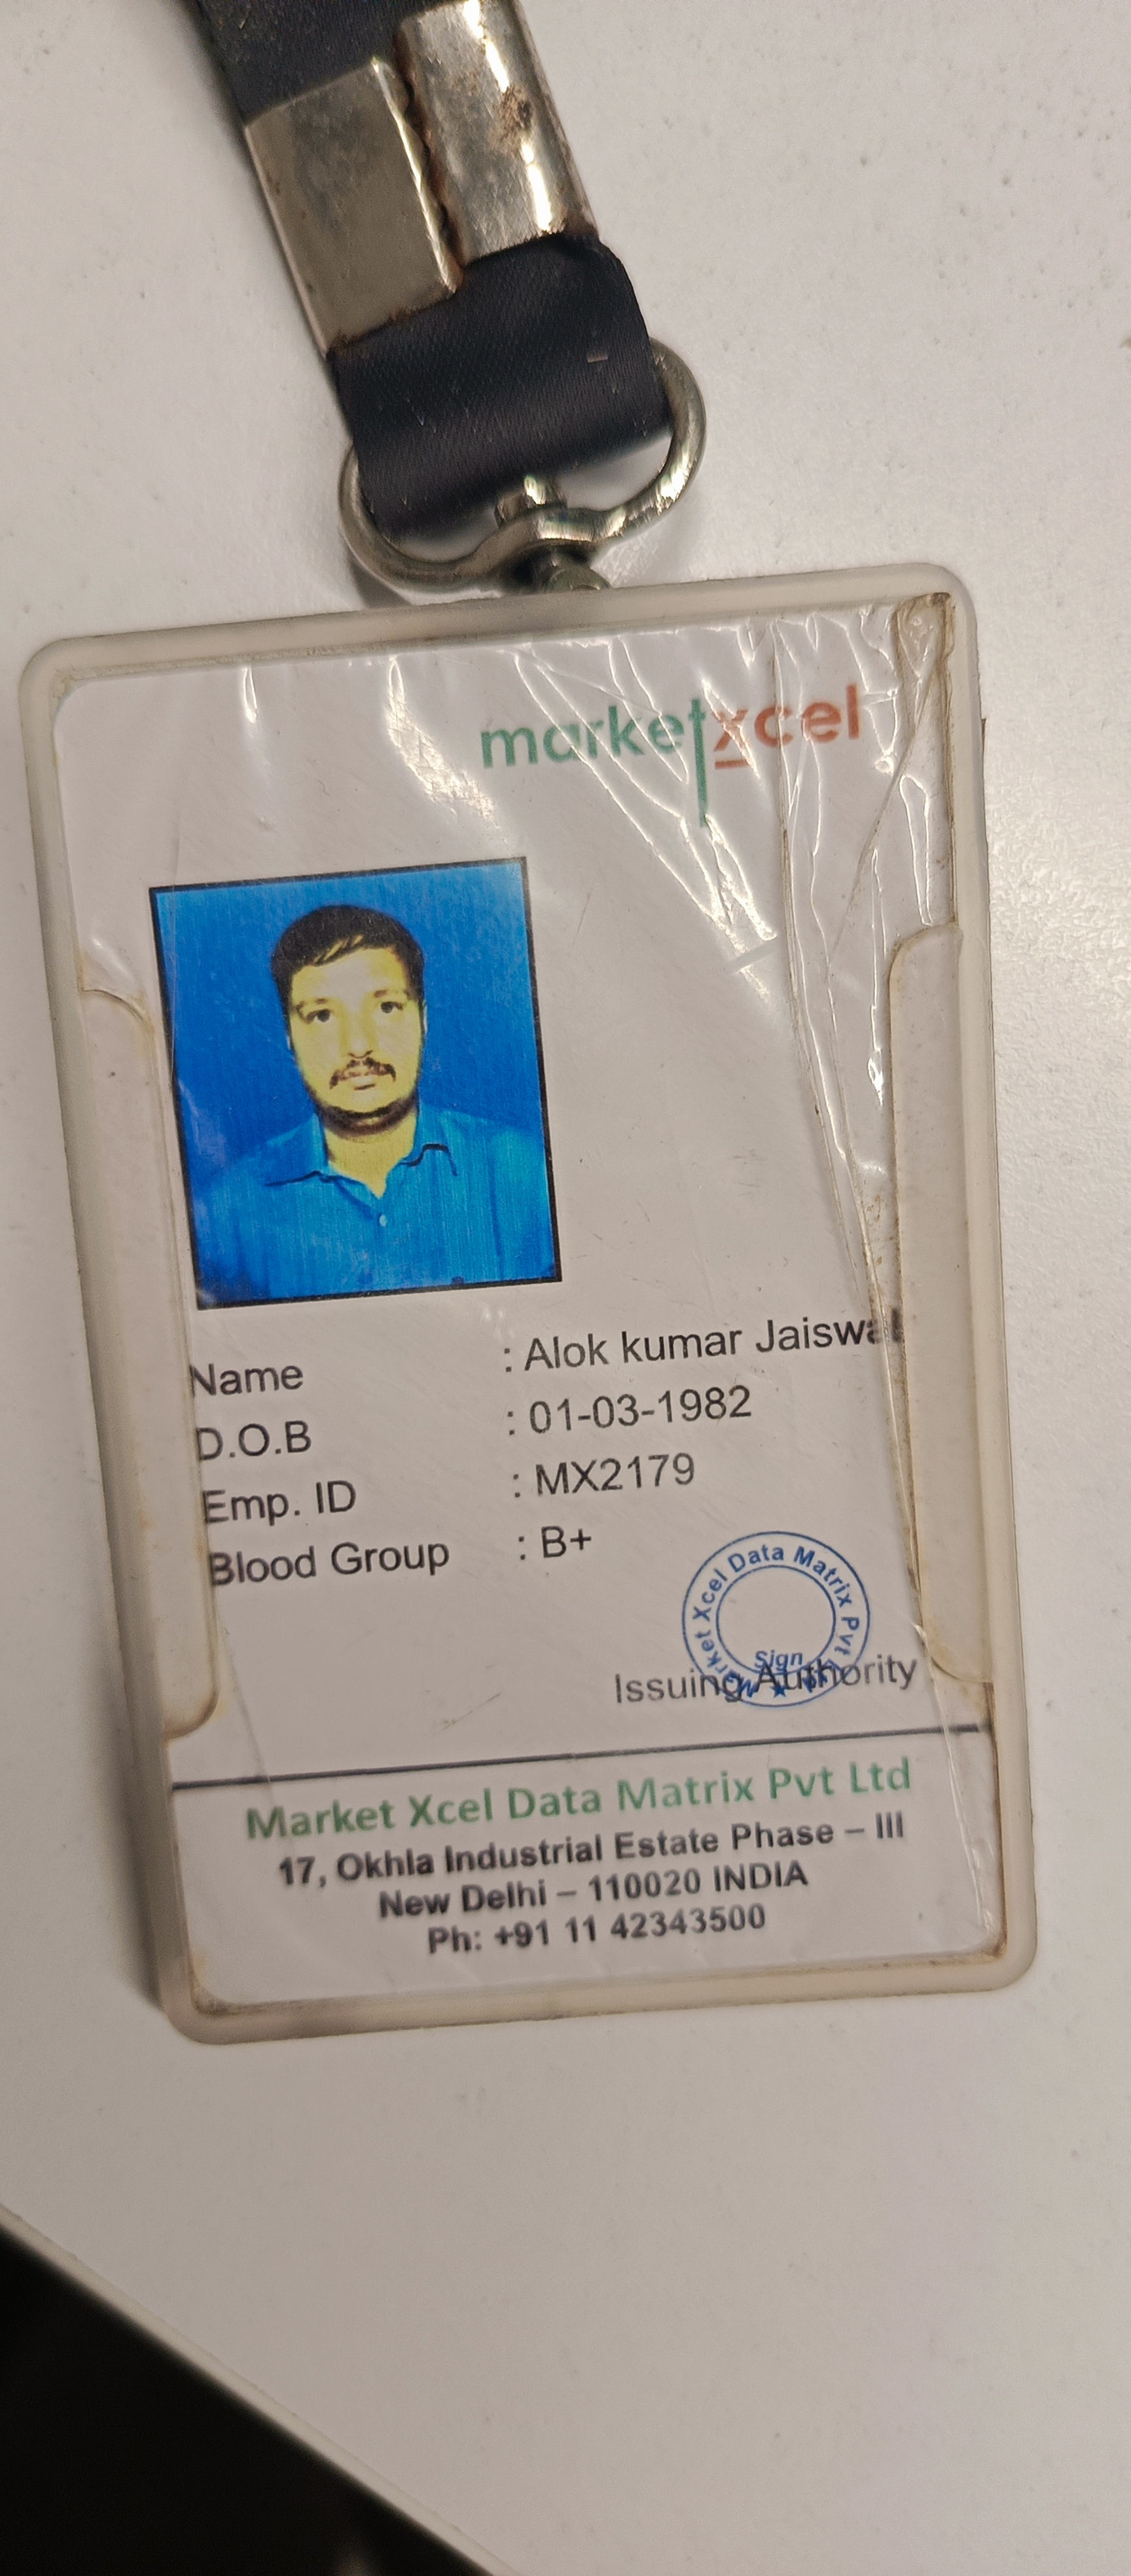 marketxcel
Name : Alok kumar Jaiswal
D.O.B : 01-03-1982
Emp. ID : MX2179
Blood Group : B+
Market Xcel Data Matrix Pvt
Sign
Issuing Authority
Market Xcel Data Matrix Pvt Ltd
17, Okhla Industrial Estate Phase – III
New Delhi – 110020 INDIA
Ph: +91 11 42343500